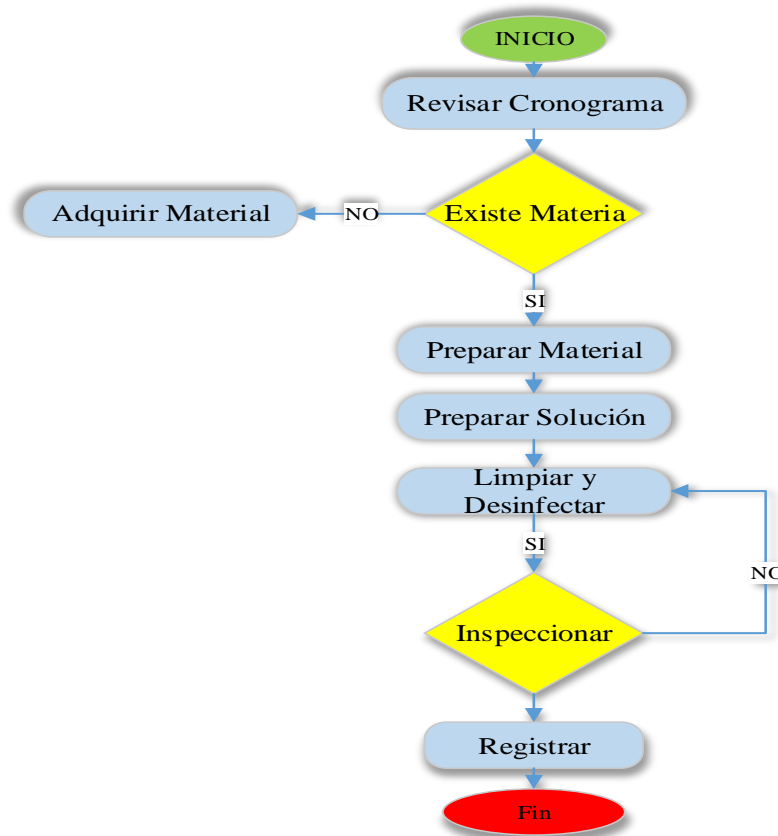 INICIO
Revisar Cronograma
Adquirir Material
NO
Existe Materia
SI
Preparar Material
Preparar Solución
Limpiar y
Desinfectar
SI
NO
Inspeccionar
Registrar
Fin